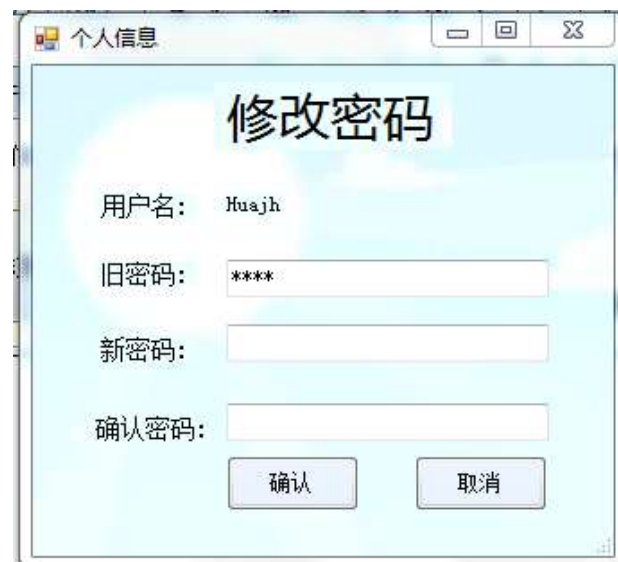 个人信息
修改密码
用户名： Huajh
旧密码： ****
新密码：
确认密码：
确认 取消